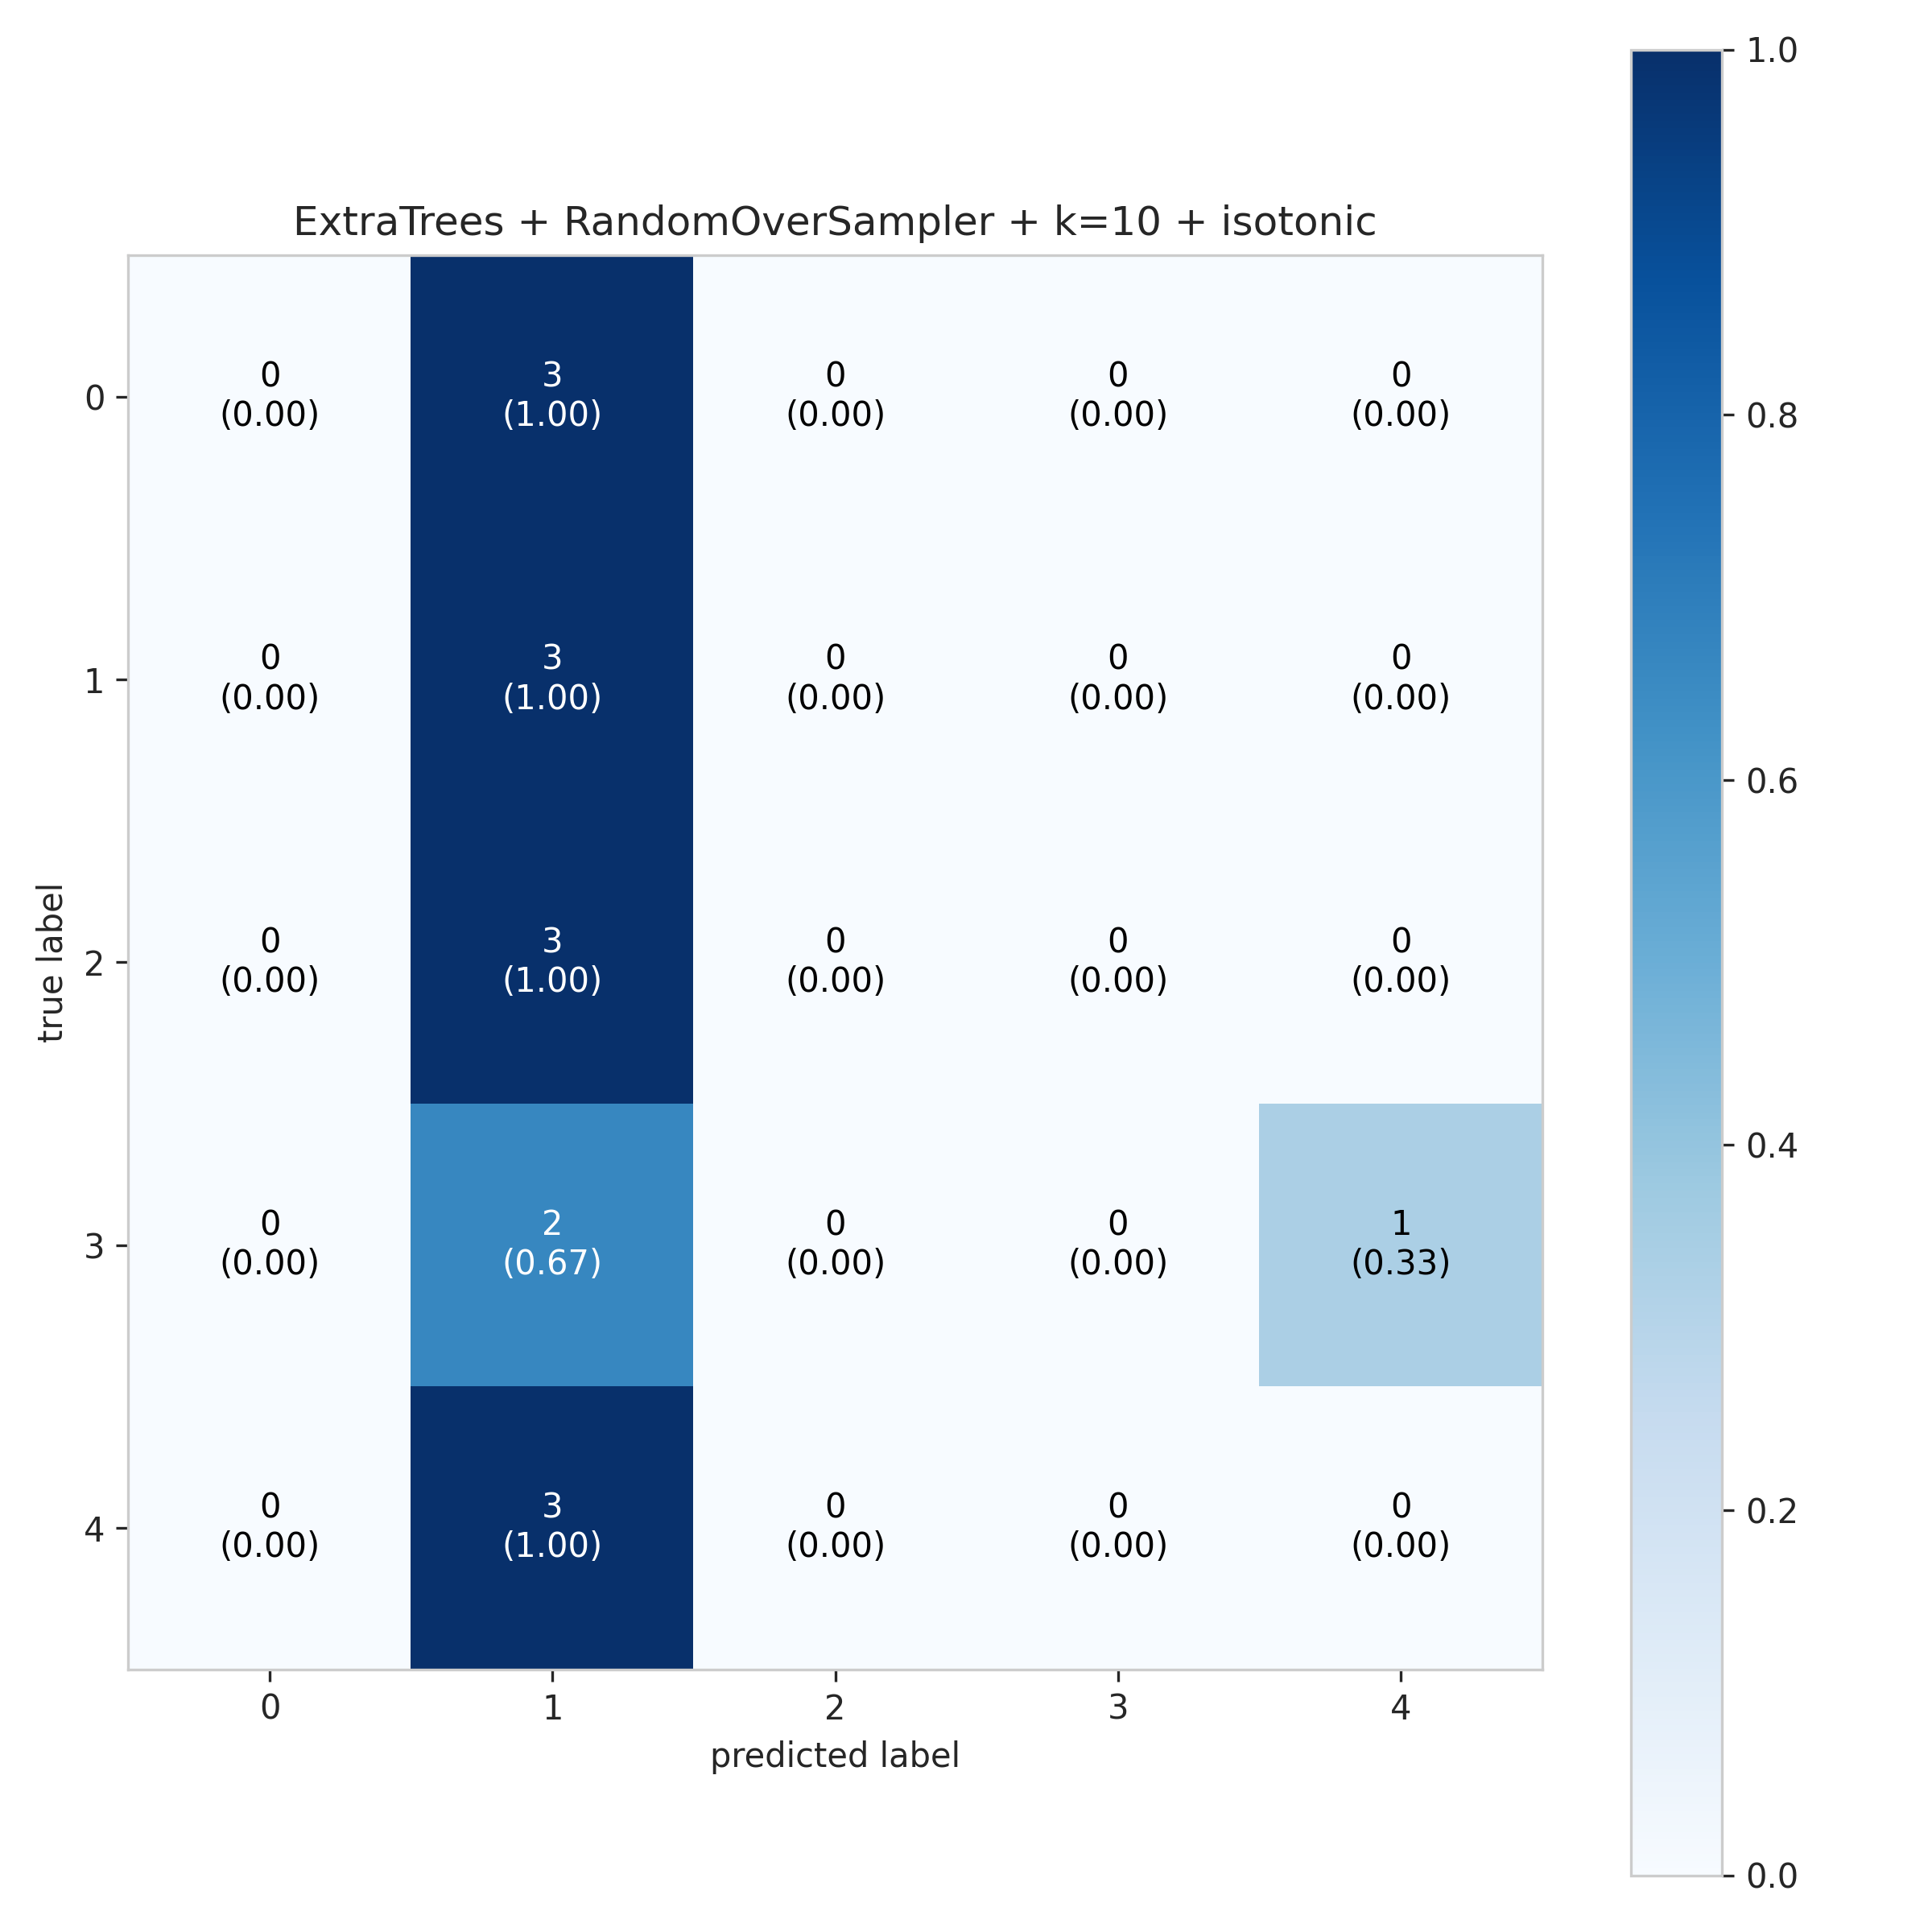 ExtraTrees + RandomOverSampler + k=10 + isotonic
1.0
0.8
0.6
0.4
0.2
0.0
true label
0
0 3 0 0 0
(0.00) (1.00) (0.00) (0.00) (0.00)
1
0 3 0 0 0
(0.00) (1.00) (0.00) (0.00) (0.00)
2
0 3 0 0 0
(0.00) (1.00) (0.00) (0.00) (0.00)
3
0 2 0 0 1
(0.00) (0.67) (0.00) (0.00) (0.33)
4
0 3 0 0 0
(0.00) (1.00) (0.00) (0.00) (0.00)
0 1 2 3 4
predicted label